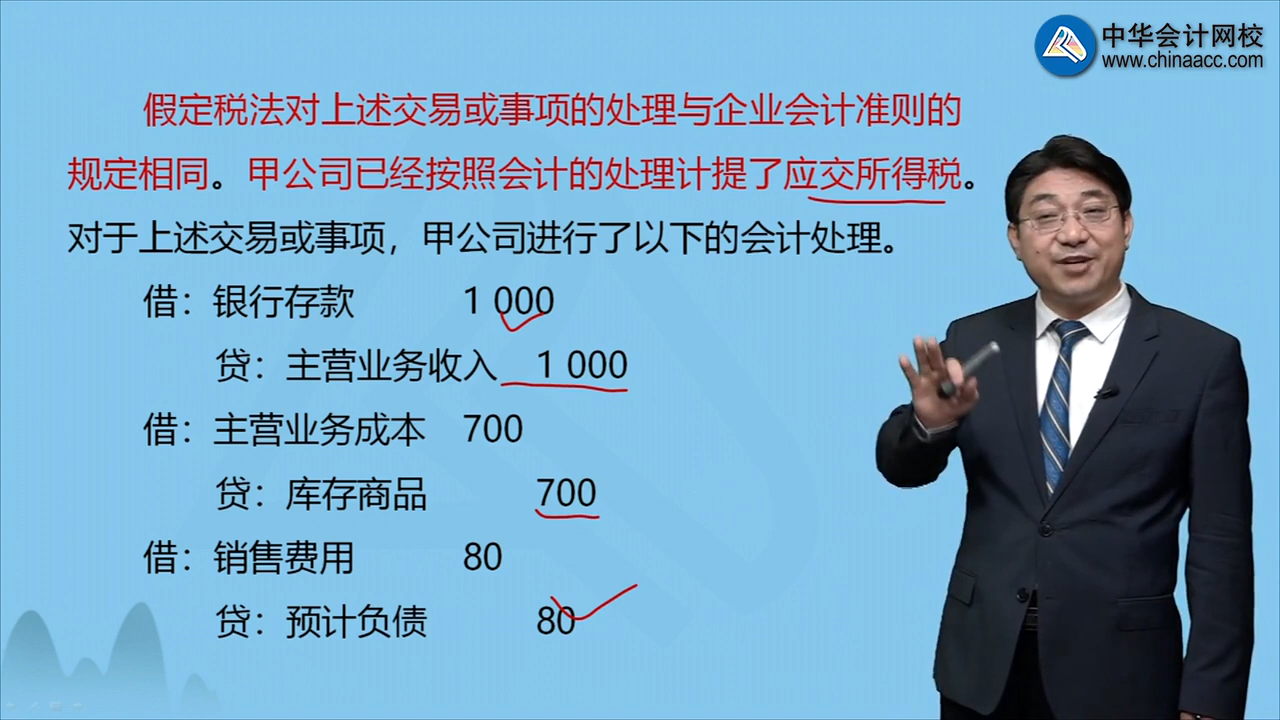 中华会计网校
www.chinaacc.com
假定税法对上述交易或事项的处理与企业会计准则的
规定相同。甲公司已经按照会计的处理计提了应交所得税。
对于上述交易或事项，甲公司进行了以下的会计处理。
借：银行存款 1 000
贷：主营业务收入 1 000
借：主营业务成本 700
贷：库存商品 700
借：销售费用 80
贷：预计负债 80